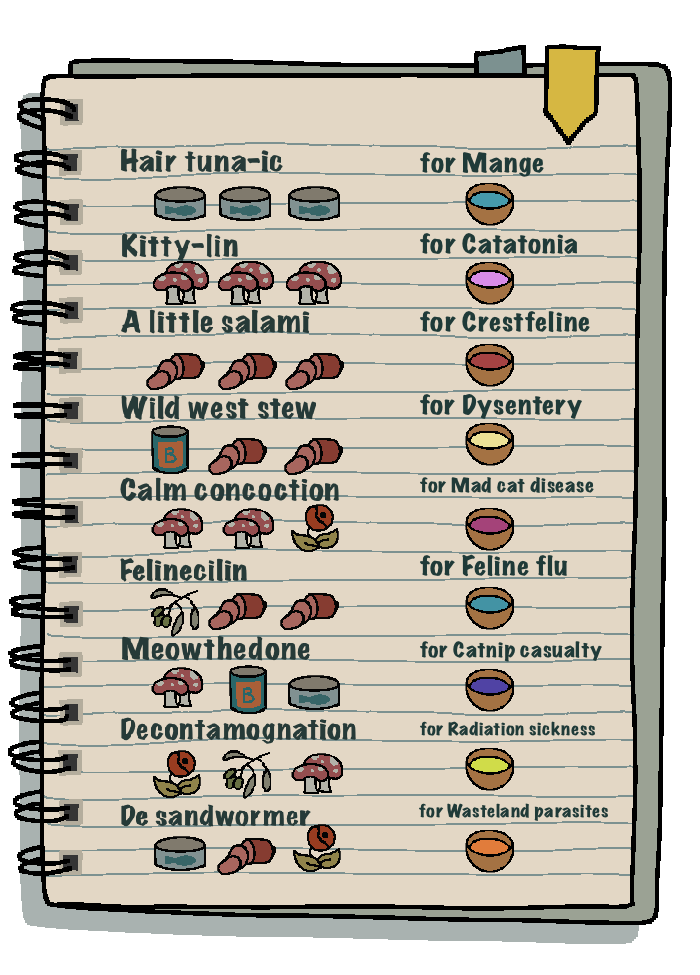 Hair tuna-ic for Mange
Kitty-lin for Catatonia
A little salami for Crestfeline
Wild west stew for Dysentery
B
Calm concoction for Mad cat disease
Felinecilin for Feline flu
Meowthedone for Catnip casualty
B
Decontamognation for Radiation sickness
De sandwormer for Wasteland parasites